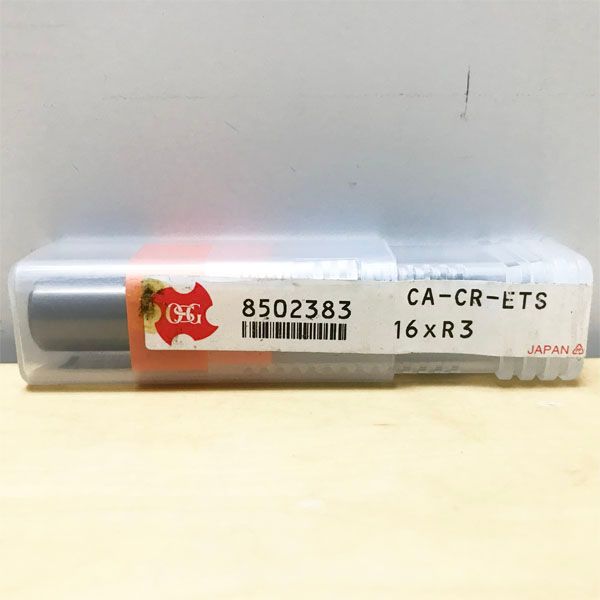 OSG
8502383
CA-CR-ETS
16xR3
JAPAN